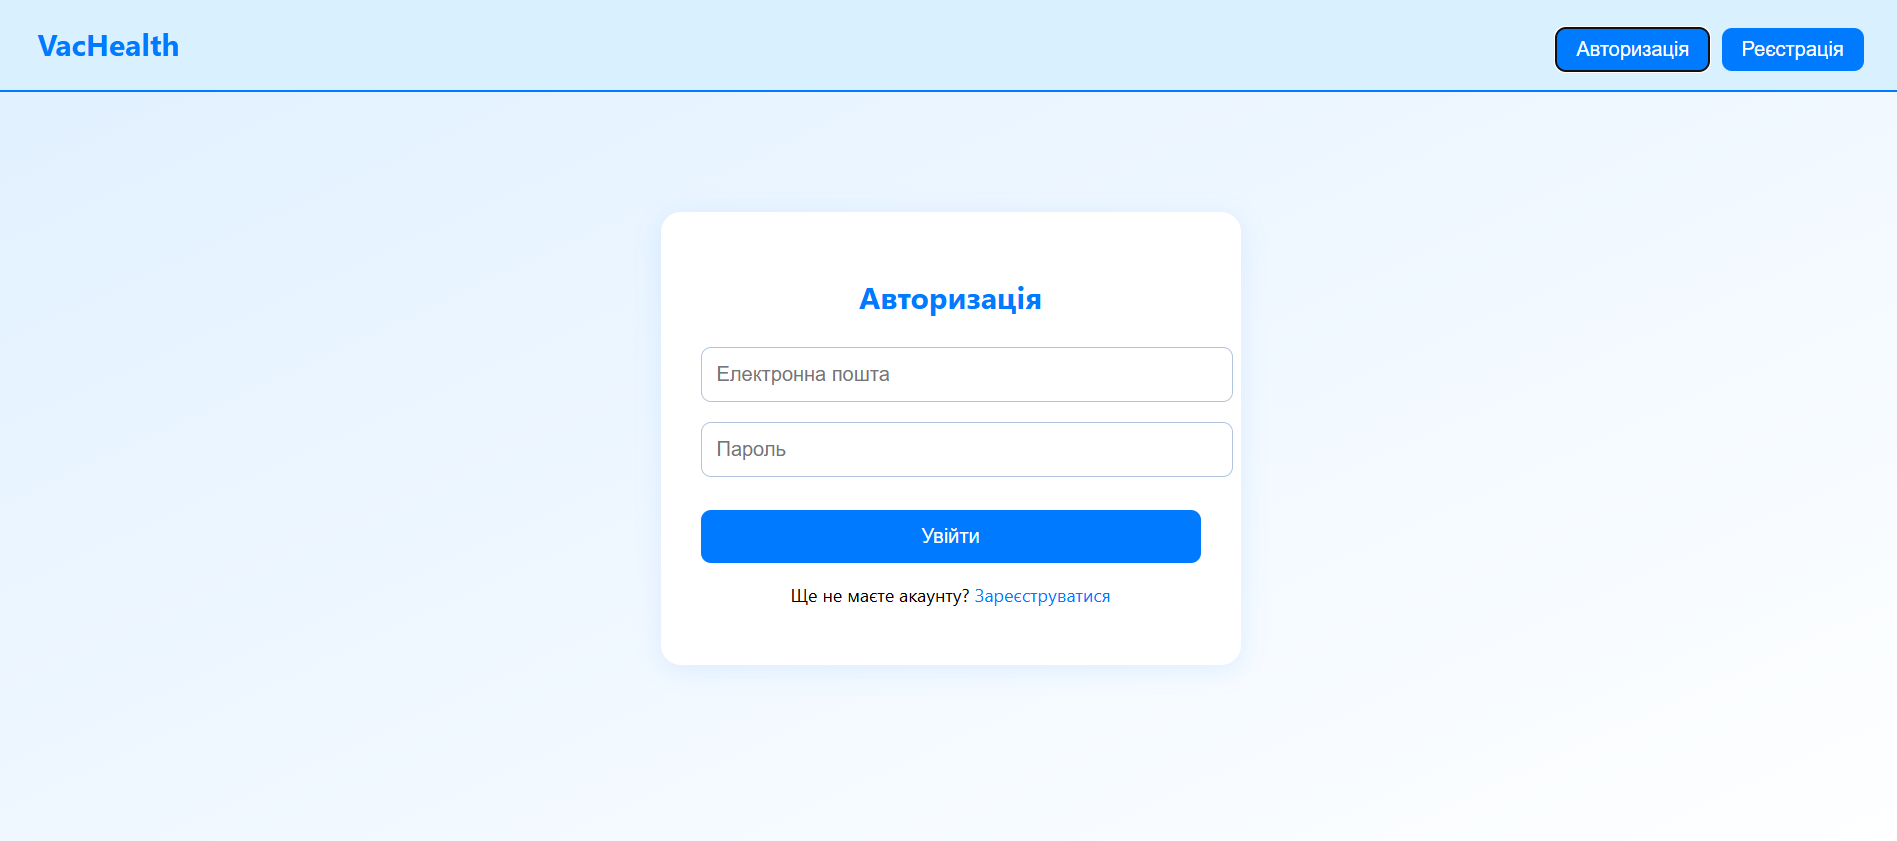 VacHealth
Авторизація
Реєстрація
Авторизація
Електронна пошта
Пароль
Увійти
Ще не маєте акаунту? Зареєструватися